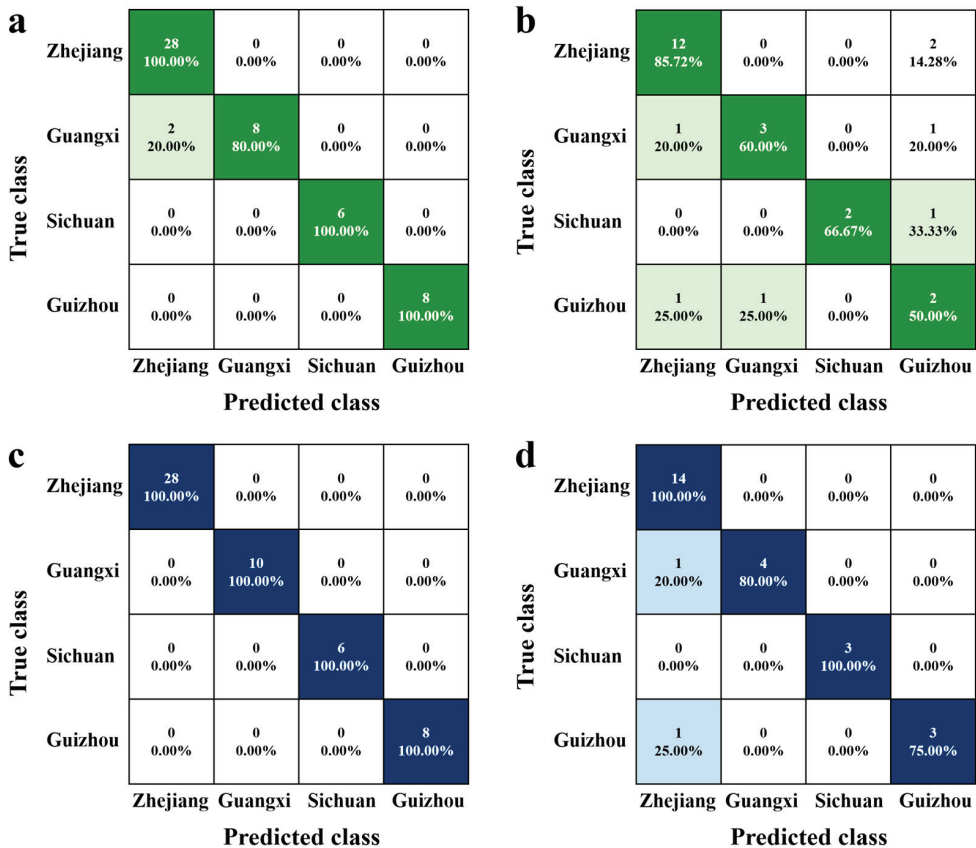 a
Zhejiang
28 0 0 0
100.00% 0.00% 0.00% 0.00%
Guangxi
2 8 0 0
20.00% 80.00% 0.00% 0.00%
Sichuan
0 0 6 0
0.00% 0.00% 100.00% 0.00%
Guizhou
0 0 0 8
0.00% 0.00% 0.00% 100.00%
Zhejiang Guangxi Sichuan Guizhou
Predicted class
True class
b
Zhejiang
12 0 0 2
85.72% 0.00% 0.00% 14.28%
Guangxi
1 3 0 1
20.00% 60.00% 0.00% 20.00%
Sichuan
0 0 2 1
0.00% 0.00% 66.67% 33.33%
Guizhou
1 1 0 2
25.00% 25.00% 0.00% 50.00%
Zhejiang Guangxi Sichuan Guizhou
Predicted class
True class
c
Zhejiang
28 0 0 0
100.00% 0.00% 0.00% 0.00%
Guangxi
0 10 0 0
0.00% 100.00% 0.00% 0.00%
Sichuan
0 0 6 0
0.00% 0.00% 100.00% 0.00%
Guizhou
0 0 0 8
0.00% 0.00% 0.00% 100.00%
Zhejiang Guangxi Sichuan Guizhou
Predicted class
True class
d
Zhejiang
14 0 0 0
100.00% 0.00% 0.00% 0.00%
Guangxi
1 4 0 0
20.00% 80.00% 0.00% 0.00%
Sichuan
0 0 3 0
0.00% 0.00% 100.00% 0.00%
Guizhou
1 0 0 3
25.00% 0.00% 0.00% 75.00%
Zhejiang Guangxi Sichuan Guizhou
Predicted class
True class